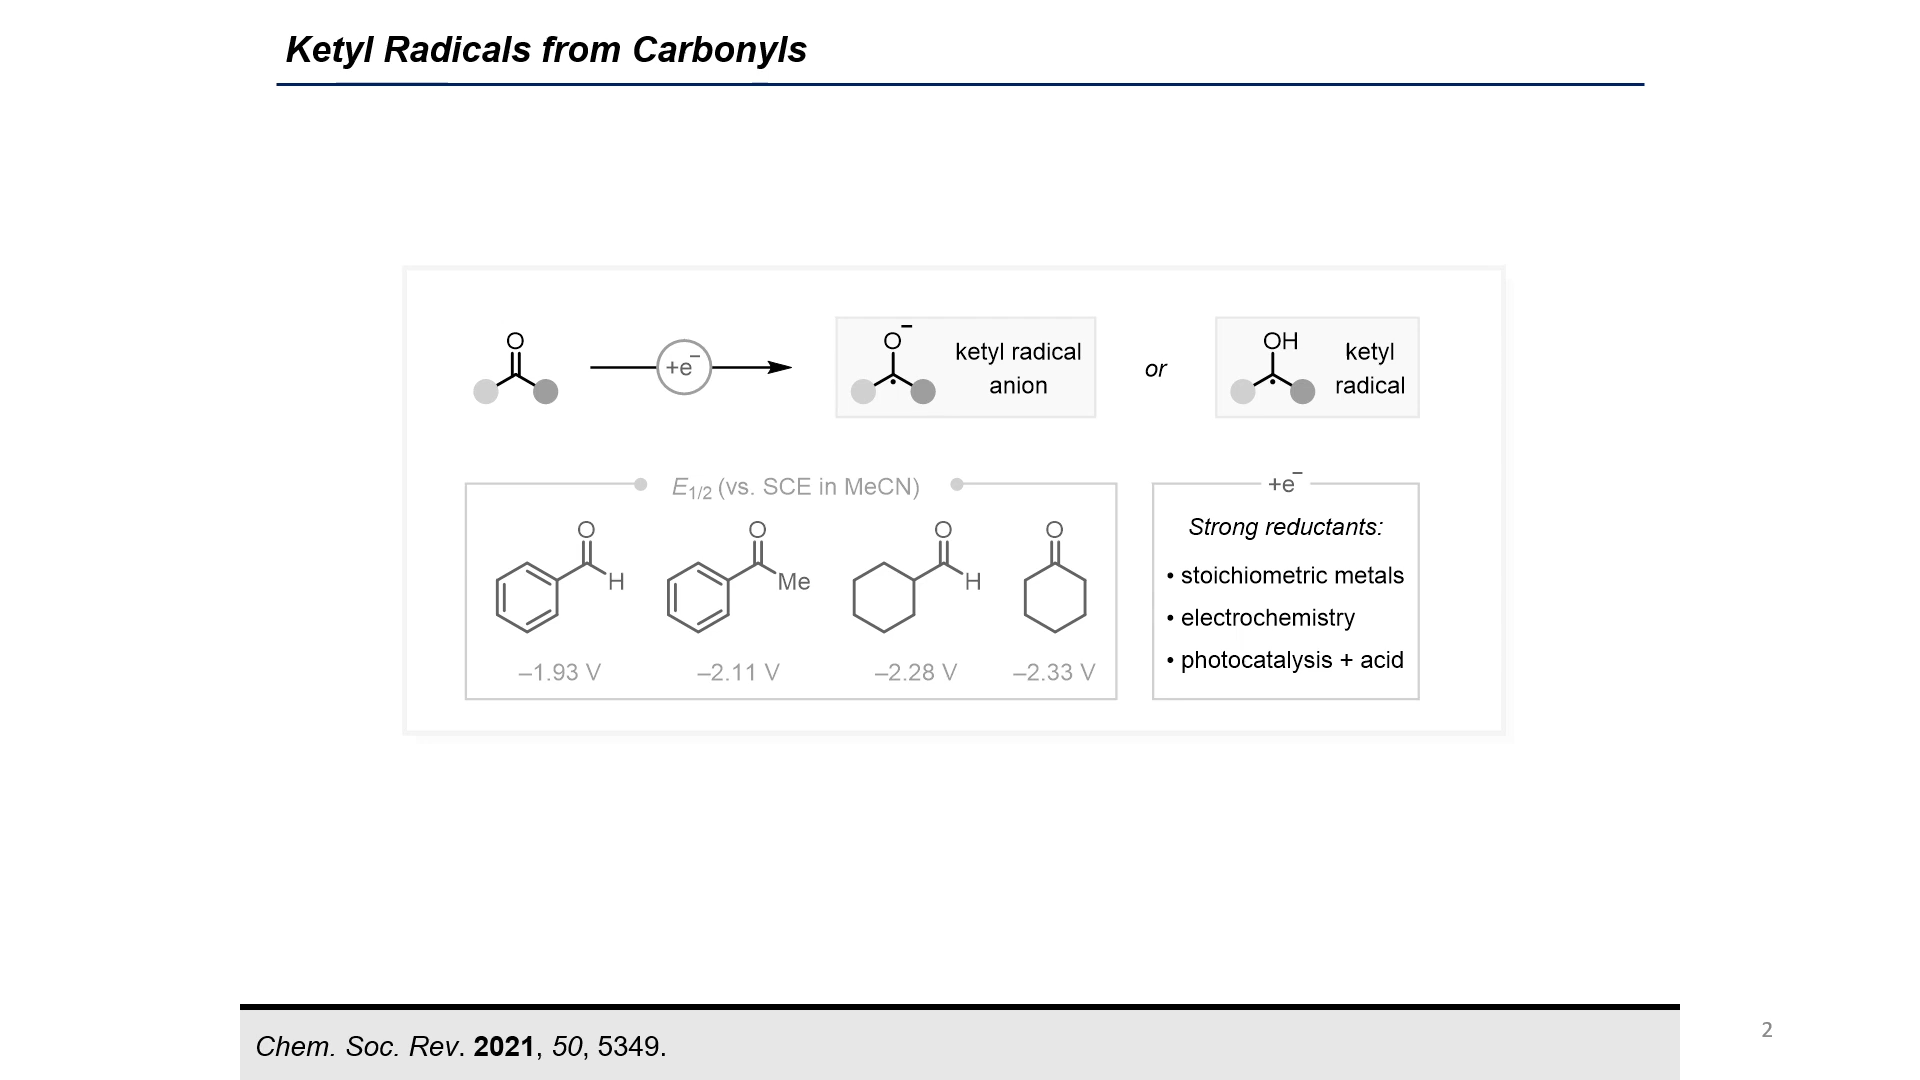 Ketyl Radicals from Carbonyls
O
+e⁻
O⁻
ketyl radical
anion
or
OH
ketyl
radical
E1/2 (vs. SCE in MeCN)
O
H
–1.93 V
O
Me
–2.11 V
O
H
–2.28 V
O
–2.33 V
+e⁻
Strong reductants:
• stoichiometric metals
• electrochemistry
• photocatalysis + acid
Chem. Soc. Rev. 2021, 50, 5349.
2